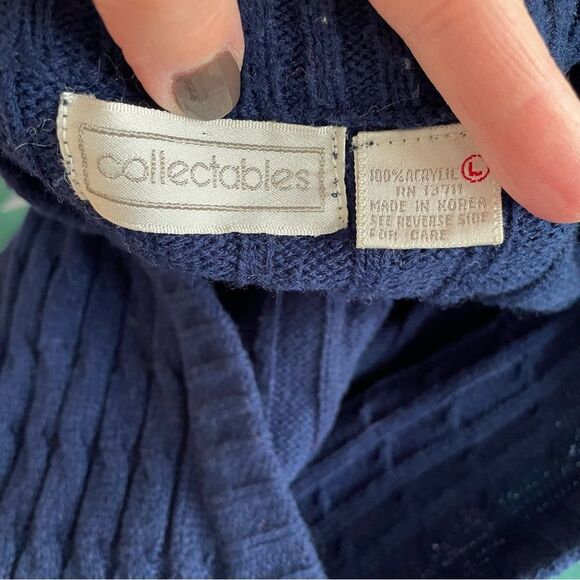 collectables
100% ACRYLIC L
RN 13711
MADE IN KOREA
SEE REVERSE SIDE
FOR CARE